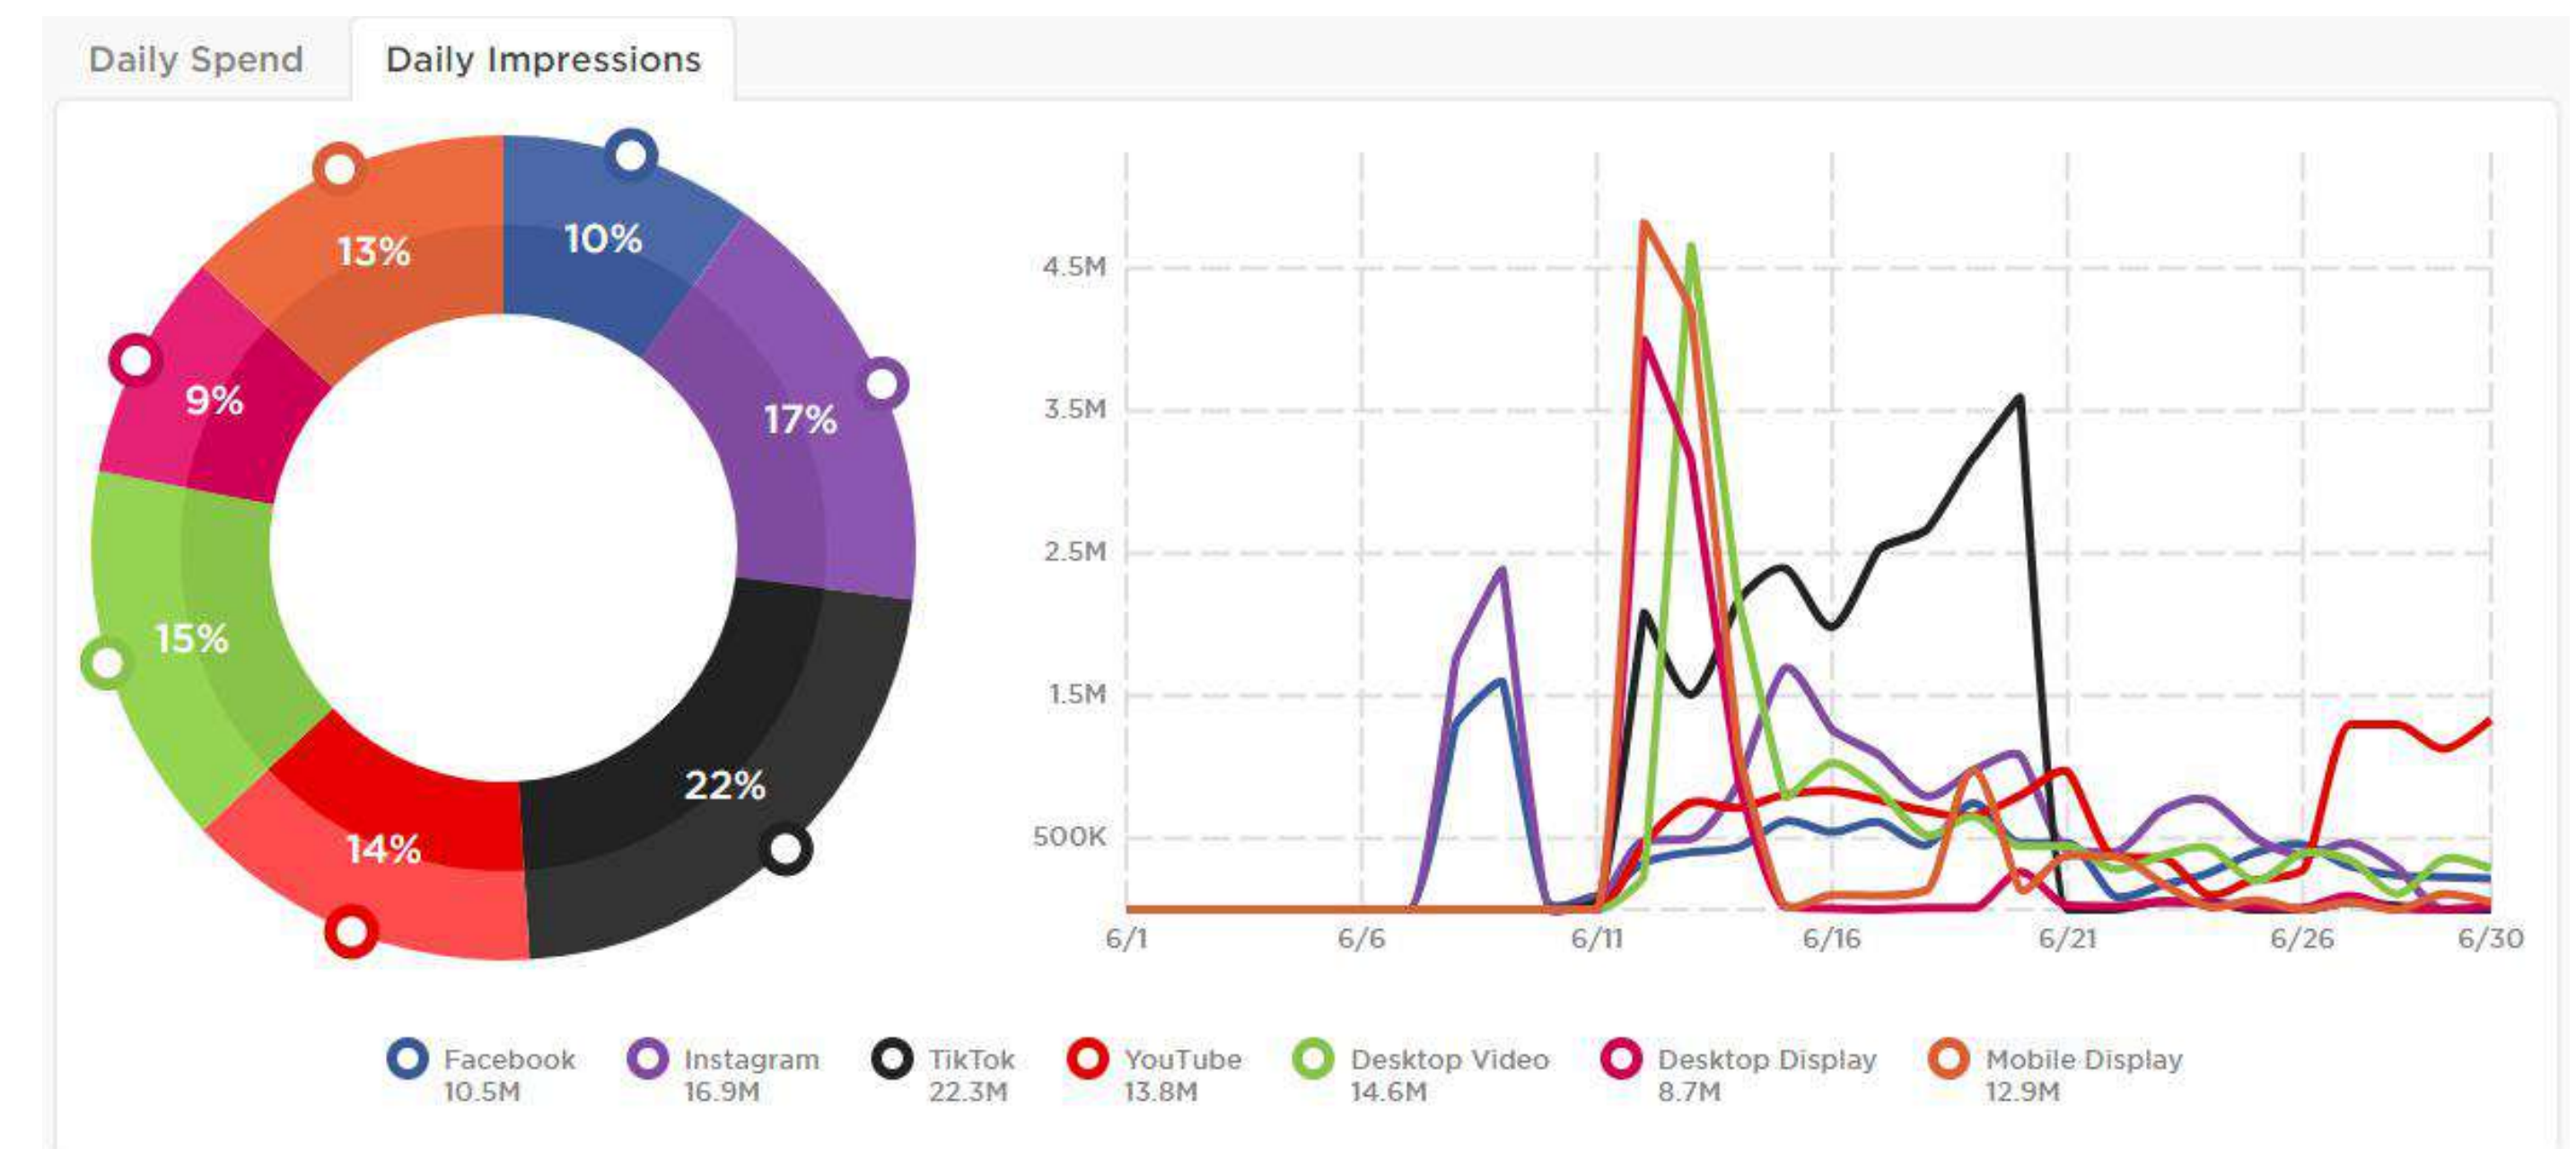 Daily Spend
Daily Impressions
10%
17%
22%
14%
15%
9%
13%
4.5M
3.5M
2.5M
1.5M
500K
6/1 6/6 6/11 6/16 6/21 6/26 6/30
Facebook Instagram TikTok YouTube Desktop Video Desktop Display Mobile Display
10.5M 16.9M 22.3M 13.8M 14.6M 8.7M 12.9M